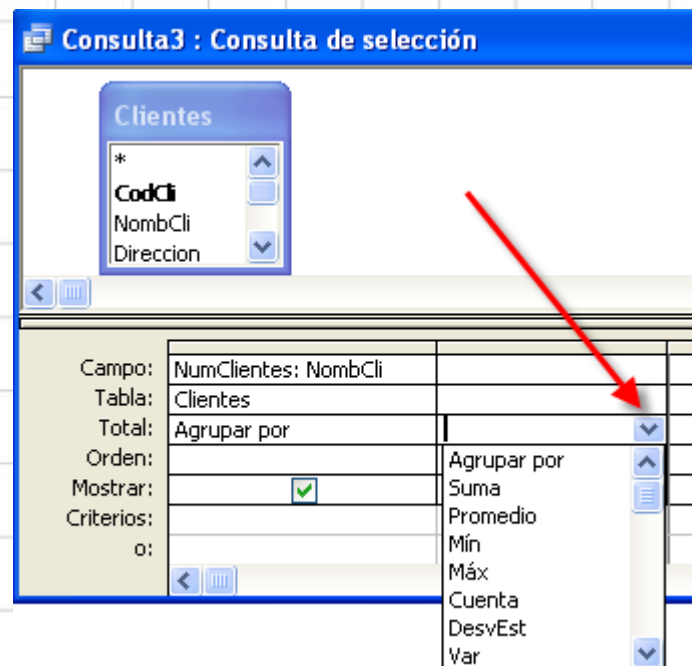 Consulta3 : Consulta de selección
Clientes
*
CodCli
NombCli
Direccion
Campo: NumClientes: NombCli
Tabla: Clientes
Total: Agrupar por
Orden:
Mostrar:
Criterios:
o:
Agrupar por
Suma
Promedio
Mín
Máx
Cuenta
DesvEst
Var